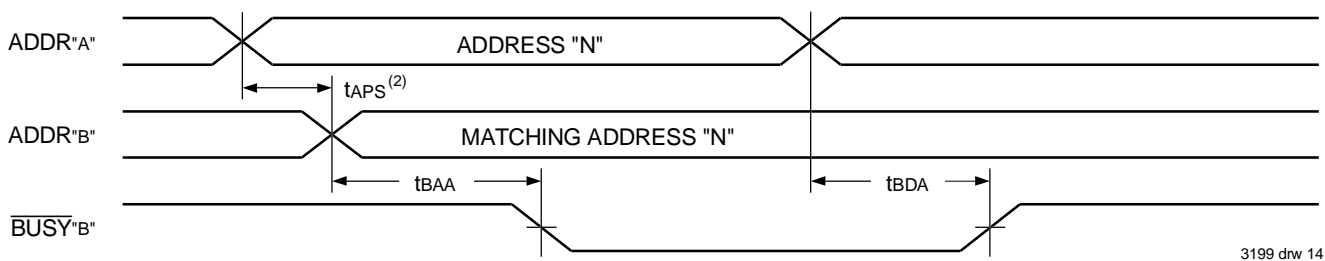 ADDR"A"
ADDRESS "N"
tAPS(2)
ADDR"B"
MATCHING ADDRESS "N"
tBAA
tBDA
BUSY"B"
3199 drw 14